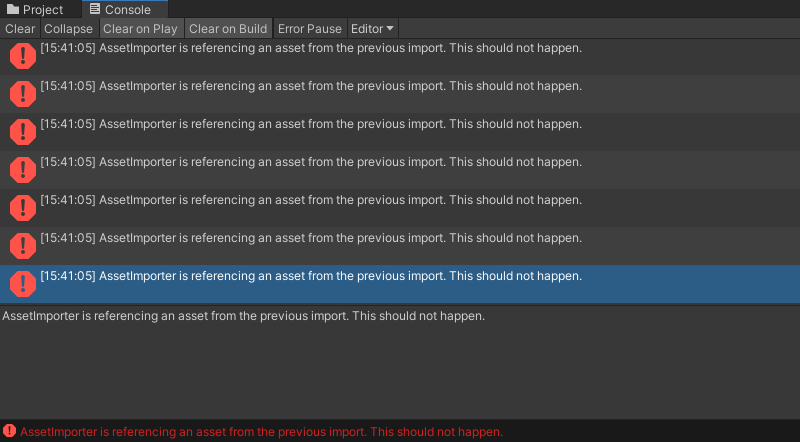 Project Console
Clear Collapse Clear on Play Clear on Build Error Pause Editor
[15:41:05] AssetImporter is referencing an asset from the previous import. This should not happen.
[15:41:05] AssetImporter is referencing an asset from the previous import. This should not happen.
[15:41:05] AssetImporter is referencing an asset from the previous import. This should not happen.
[15:41:05] AssetImporter is referencing an asset from the previous import. This should not happen.
[15:41:05] AssetImporter is referencing an asset from the previous import. This should not happen.
[15:41:05] AssetImporter is referencing an asset from the previous import. This should not happen.
[15:41:05] AssetImporter is referencing an asset from the previous import. This should not happen.
AssetImporter is referencing an asset from the previous import. This should not happen.
AssetImporter is referencing an asset from the previous import. This should not happen.